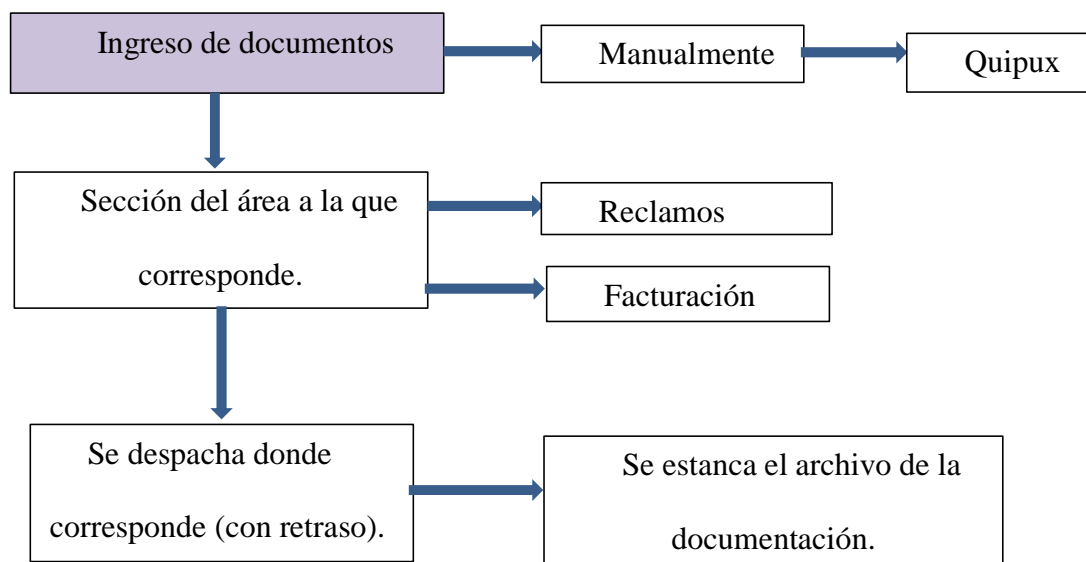 Ingreso de documentos
Manualmente
Quipux
Sección del área a la que
corresponde.
Reclamos
Facturación
Se despacha donde
corresponde (con retraso).
Se estanca el archivo de la
documentación.